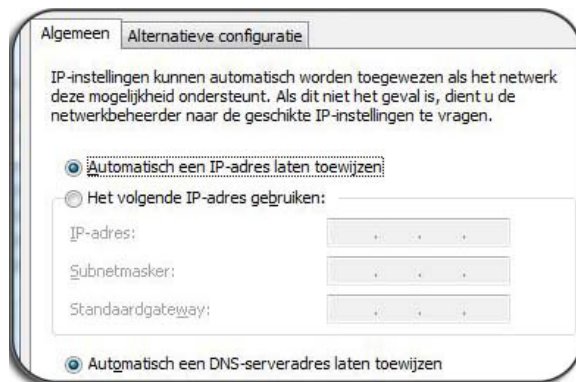 Algemeen
Alternatieve configuratie
IP-instellingen kunnen automatisch worden toegewezen als het netwerk
deze mogelijkheid ondersteunt. Als dit niet het geval is, dient u de
netwerkbeheerder naar de geschikte IP-instellingen te vragen.
Automatisch een IP-adres laten toewijzen
Het volgende IP-adres gebruiken:
IP-adres:
Subnetmasker:
Standaardgateway:
Automatisch een DNS-serveradres laten toewijzen